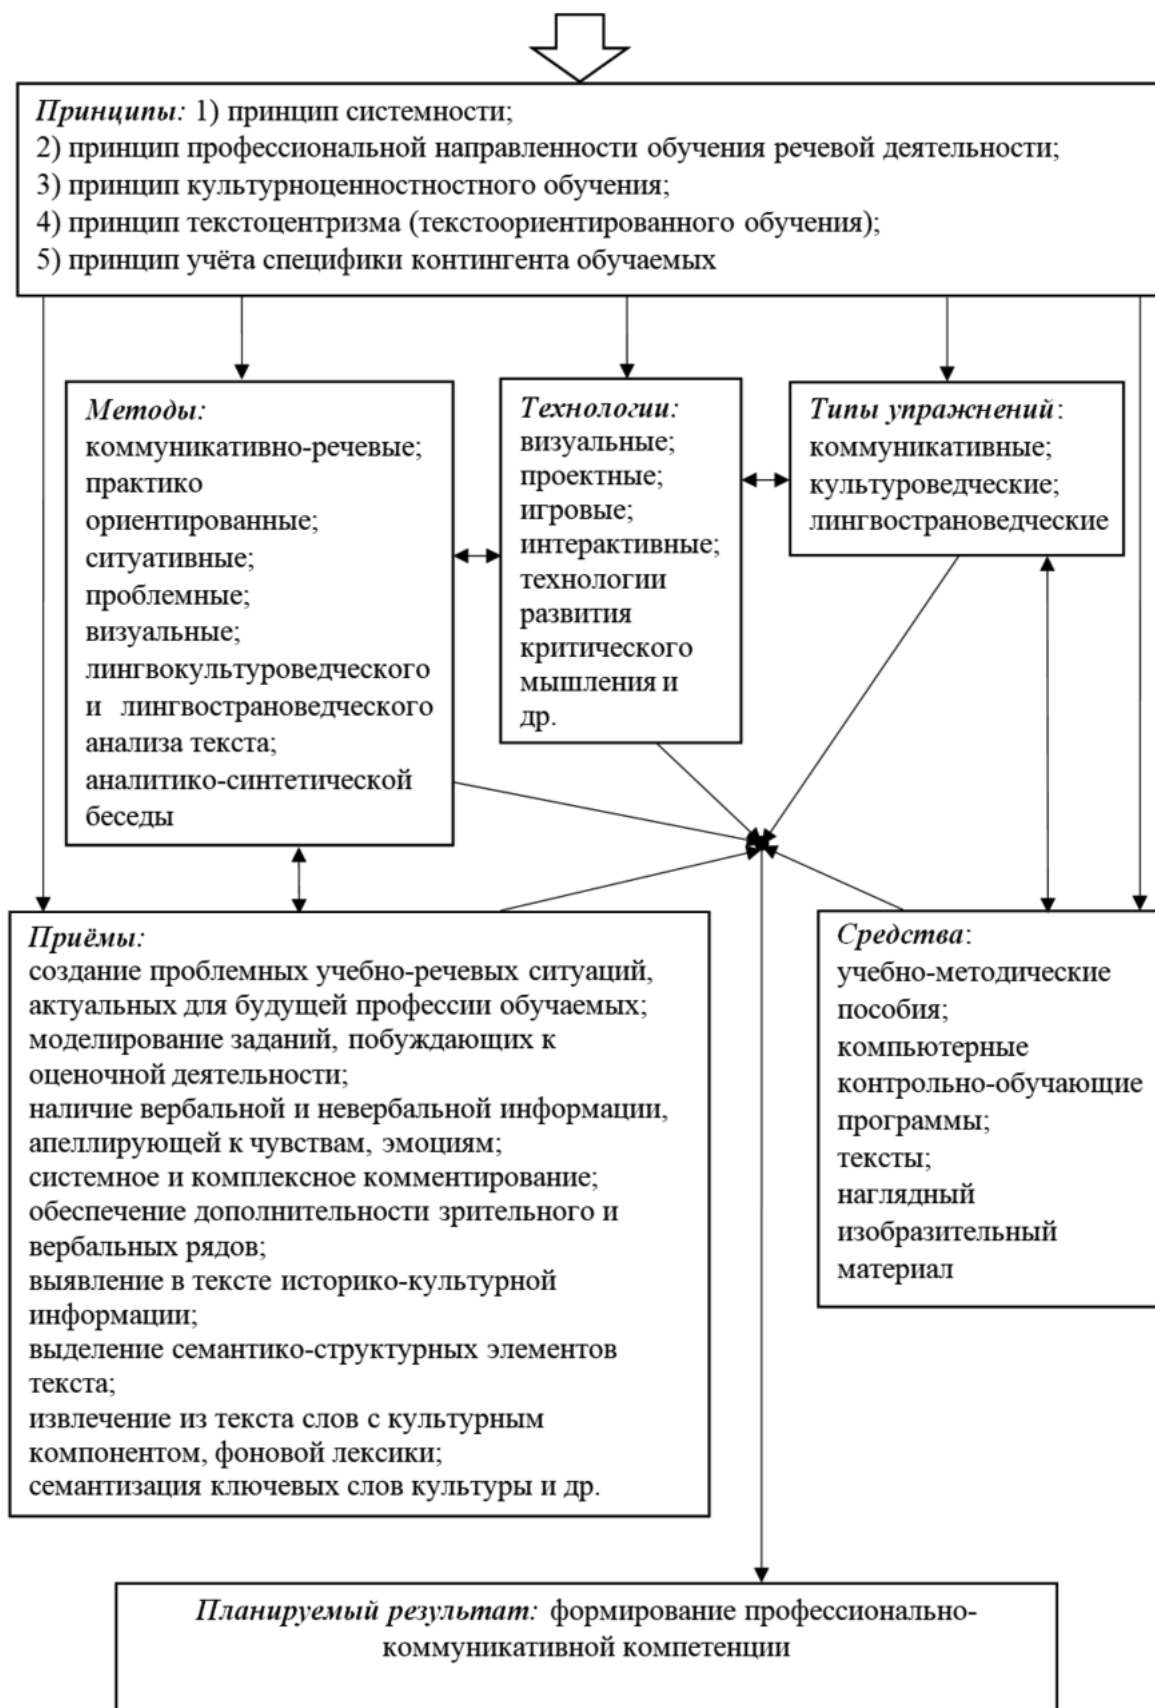 Принципы: 1) принцип системности;
2) принцип профессиональной направленности обучения речевой деятельности;
3) принцип культурноценностностного обучения;
4) принцип текстоцентризма (текстоориентированного обучения);
5) принцип учёта специфики контингента обучаемых
Методы:
коммуникативно-речевые;
практико
ориентированные;
ситуативные;
проблемные;
визуальные;
лингвокультуроведческого
и лингвострановедческого
анализа текста;
аналитико-синтетической
беседы
Технологии:
визуальные;
проектные;
игровые;
интерактивные;
технологии
развития
критического
мышления и
др.
Типы упражнений:
коммуникативные;
культуроведческие;
лингвострановедческие
Приёмы:
создание проблемных учебно-речевых ситуаций,
актуальных для будущей профессии обучаемых;
моделирование заданий, побуждающих к
оценочной деятельности;
наличие вербальной и невербальной информации,
апеллирующей к чувствам, эмоциям;
системное и комплексное комментирование;
обеспечение дополнительности зрительного и
вербальных рядов;
выявление в тексте историко-культурной
информации;
выделение семантико-структурных элементов
текста;
извлечение из текста слов с культурным
компонентом, фоновой лексики;
семантизация ключевых слов культуры и др.
Средства:
учебно-методические
пособия;
компьютерные
контрольно-обучающие
программы;
тексты;
наглядный
изобразительный
материал
Планируемый результат: формирование профессионально-
коммуникативной компетенции